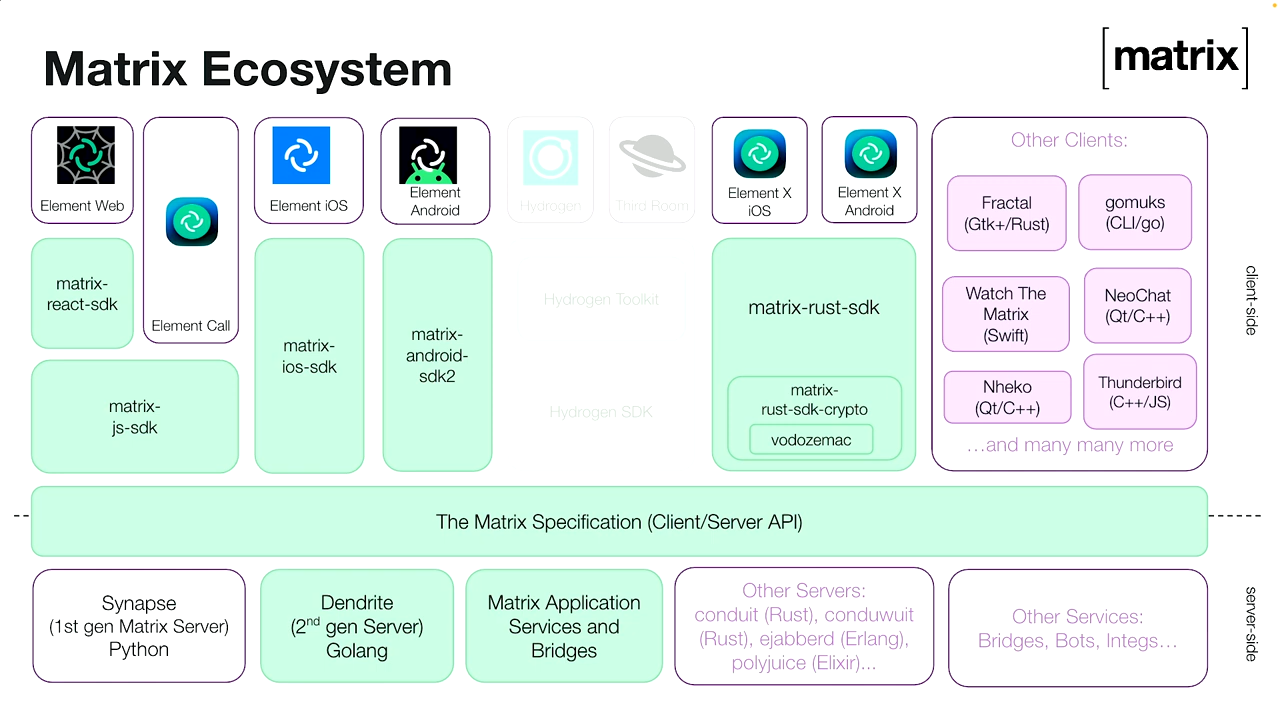 [matrix]
Matrix Ecosystem
Element Web
Element Call
Element iOS
Element
Android
Hydrogen
Third Room
Element X
iOS
Element X
Android
matrix-
react-sdk
matrix-
js-sdk
matrix-
ios-sdk
matrix-
android-
sdk2
Hydrogen Toolkit
Hydrogen SDK
matrix-rust-sdk
matrix-
rust-sdk-crypto
vodozemac
Other Clients:
Fractal
(Gtk+/Rust)
gomuks
(CLI/go)
Watch The
Matrix
(Swift)
NeoChat
(Qt/C++)
Nheko
(Qt/C++)
Thunderbird
(C++/JS)
…and many many more
client-side
The Matrix Specification (Client/Server API)
Synapse
(1st gen Matrix Server)
Python
Dendrite
(2nd gen Server)
Golang
Matrix Application
Services and
Bridges
Other Servers:
conduit (Rust), conduwuit
(Rust), ejabberd (Erlang),
polyjuice (Elixir)...
Other Services:
Bridges, Bots, Integs…
server-side